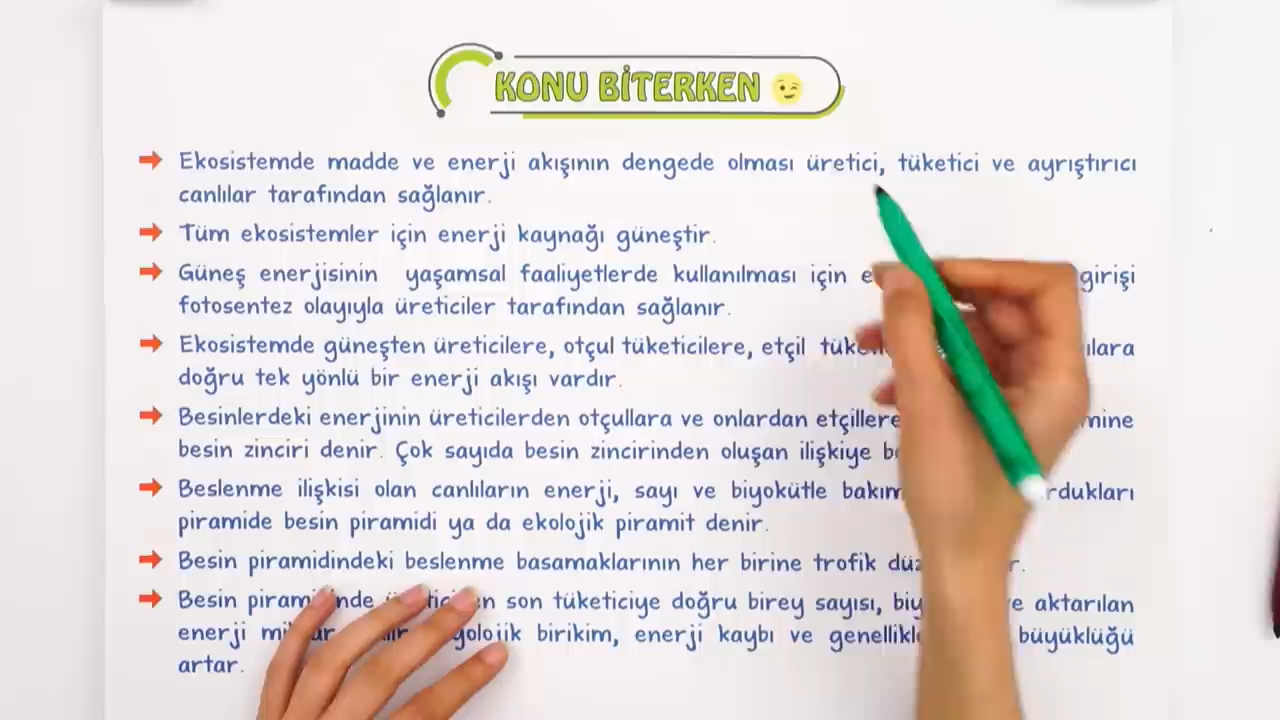 KONU BİTERKEN
Ekosistemde madde ve enerji akışının dengede olması üretici, tüketici ve ayrıştırıcı
canlılar tarafından sağlanır.
Tüm ekosistemler için enerji kaynağı güneştir.
Güneş enerjisinin yaşamsal faaliyetlerde kullanılması için girişi
fotosentez olayıyla üreticiler tarafından sağlanır.
Ekosistemde güneşten üreticilere, otçul tüketicilere, etçil
doğru tek yönlü bir enerji akışı vardır.
Besinlerdeki enerjinin üreticilerden otçullara ve onlardan etçillere
besin zinciri denir. Çok sayıda besin zincirinden oluşan ilişkiye
Beslenme ilişkisi olan canlıların enerji, sayı ve biyokütle
piramide besin piramidi ya da ekolojik piramit denir.
Besin piramidindeki beslenme basamaklarının her birine trofik
Besin son tüketiciye doğru birey sayısı, ve aktarılan
enerji birikim, enerji kaybı ve genellikle büyüklüğü
artar.